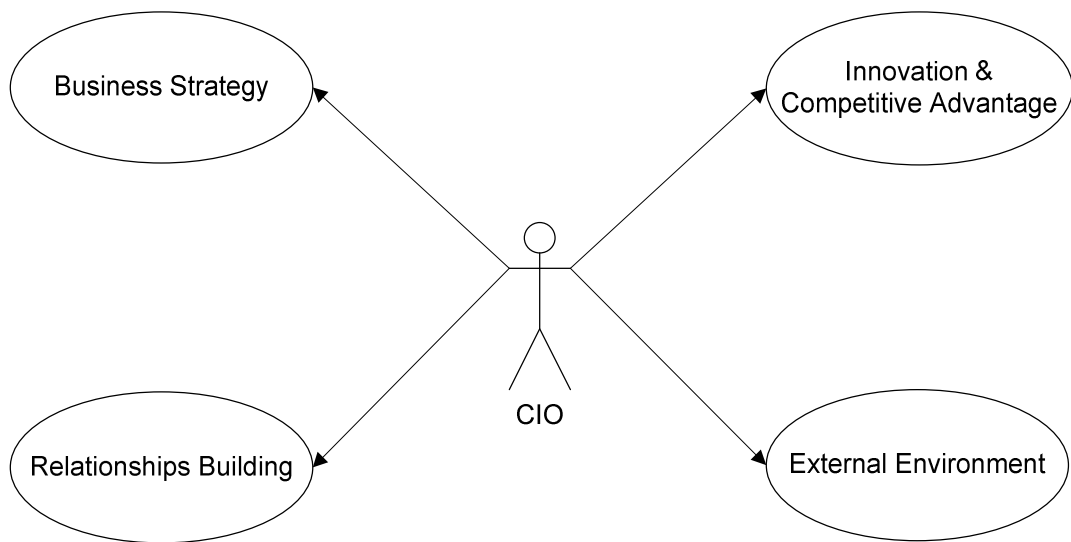 Business Strategy
Innovation &
Competitive Advantage
CIO
Relationships Building
External Environment